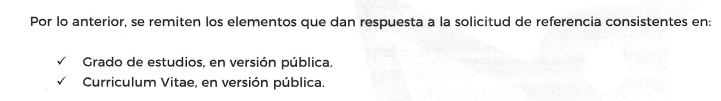 Por lo anterior, se remiten los elementos que dan respuesta a la solicitud de referencia consistentes en:
✓ Grado de estudios, en versión pública.
✓ Curriculum Vitae, en versión pública.